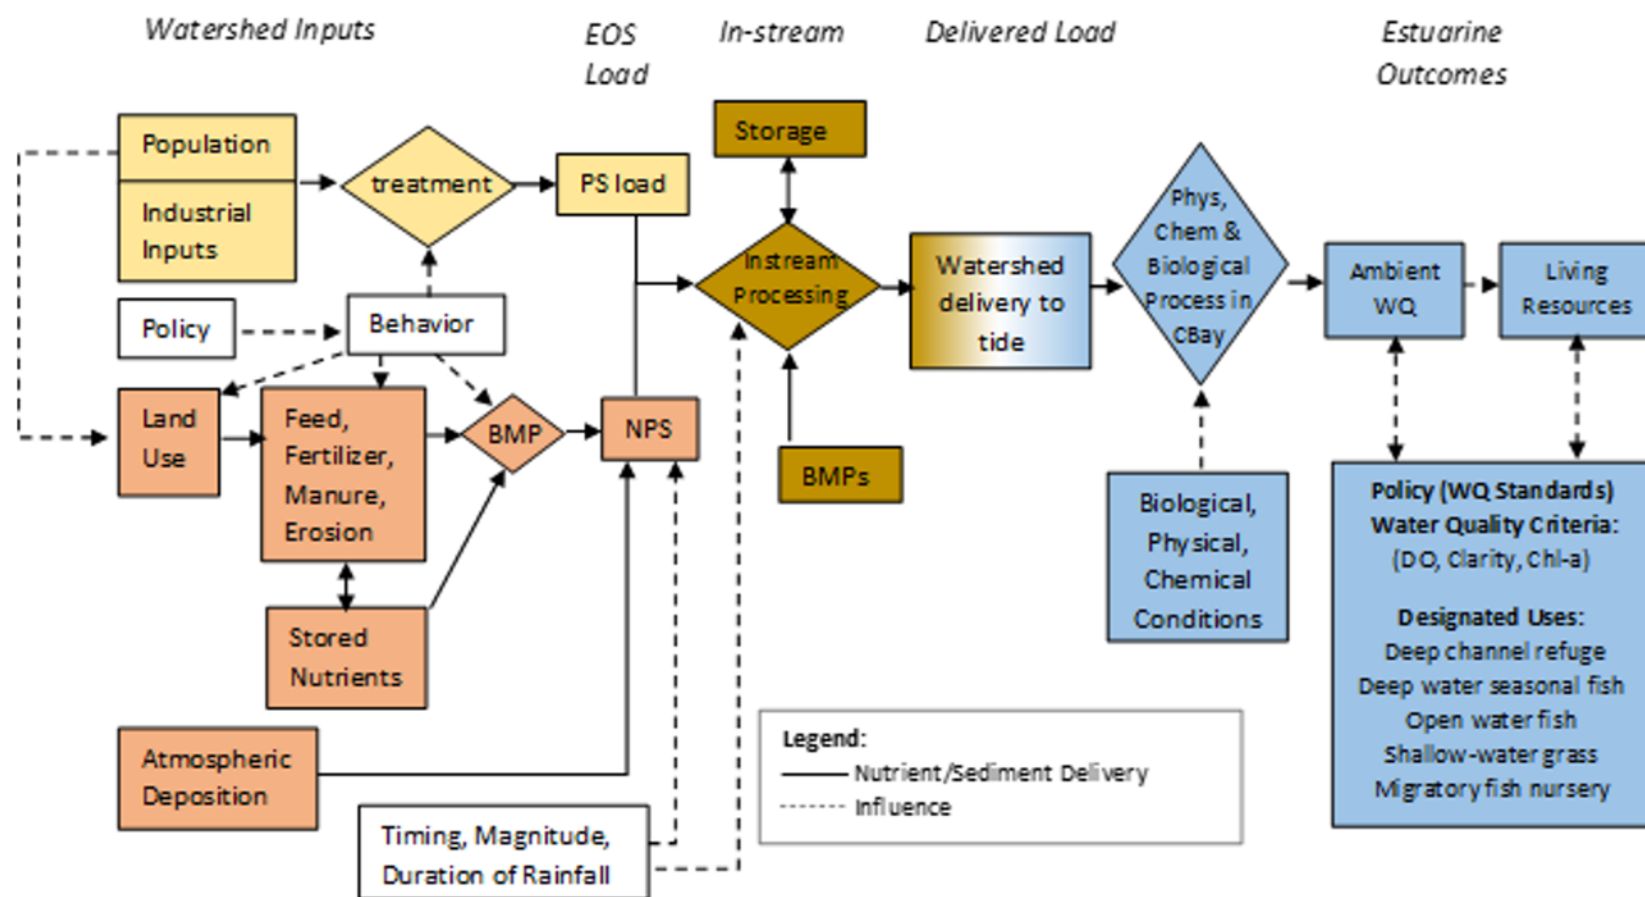 Watershed Inputs
EOS
Load
In-stream
Delivered Load
Estuarine
Outcomes
Population
Industrial
Inputs
treatment
PS load
Storage
Instream
Processing
Watershed
delivery to
tide
Phys,
Chem &
Biological
Process in
CBay
Ambient
WQ
Living
Resources
Policy
Behavior
Land
Use
Feed,
Fertilizer,
Manure,
Erosion
BMP
NPS
BMPs
Biological,
Physical,
Chemical
Conditions
Policy (WQ Standards)
Water Quality Criteria:
(DO, Clarity, Chl-a)
Designated Uses:
Deep channel refuge
Deep water seasonal fish
Open water fish
Shallow-water grass
Migratory fish nursery
Stored
Nutrients
Atmospheric
Deposition
Timing, Magnitude,
Duration of Rainfall
Legend:
Nutrient/Sediment Delivery
Influence